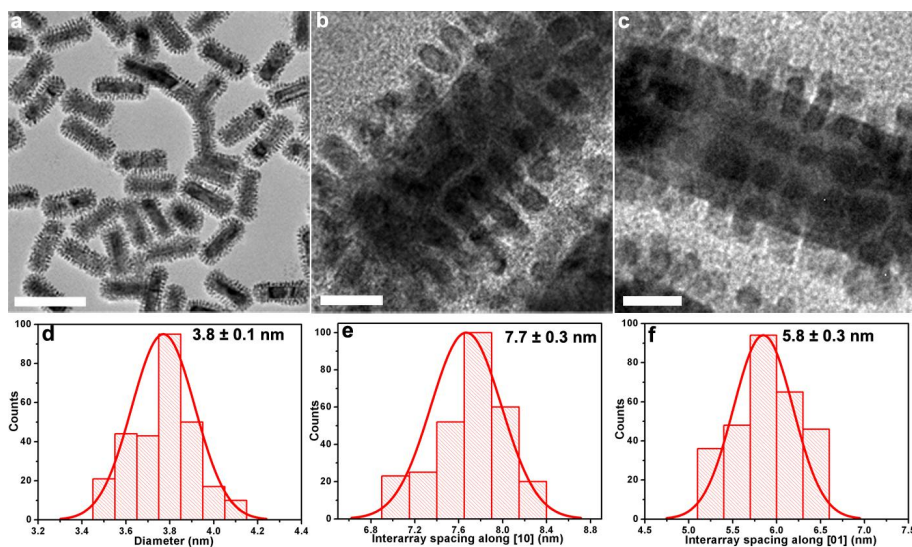 a
b
c
d
3.8 ± 0.1 nm
100
80
60
40
20
0
Counts
3.2 3.4 3.6 3.8 4.0 4.2 4.4
Diameter (nm)
e
7.7 ± 0.3 nm
100
80
60
40
20
0
Counts
6.8 7.2 7.6 8.0 8.4 8.8
Interarray spacing along [10] (nm)
f
5.8 ± 0.3 nm
100
80
60
40
20
0
Counts
4.5 5.0 5.5 6.0 6.5 7.0 7.5
Interarray spacing along [01] (nm)